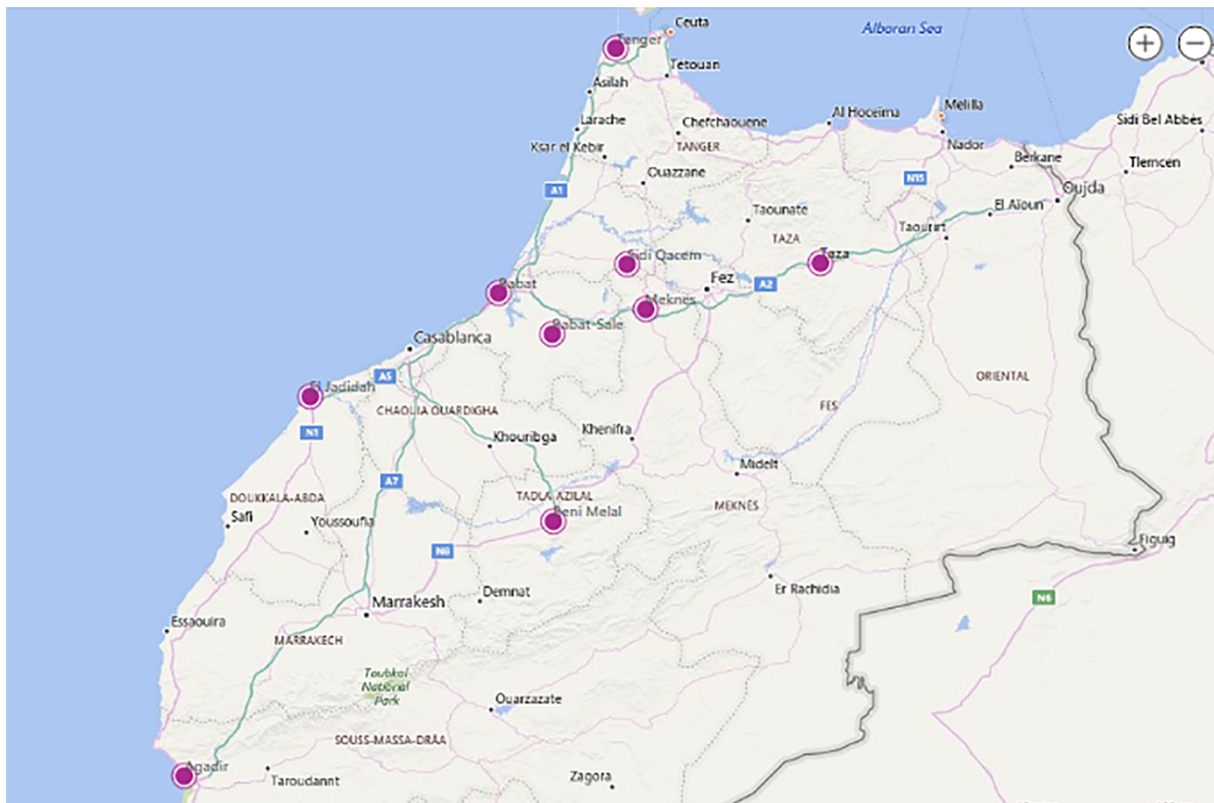 Ceuta
Alboran Sea
+
−
Tanger
Tetouan
Asilah
Larache
Al Hoceïma
Melilla
Sidi Bel Abbès
Chefchaouene
Ksar el Kebir
TANGER
Nador
Berkane
Tlemcen
Ouazzane
A1
N15
Oujda
Taounate
El Aïoun
TAZA
Taourirt
Sidi Qacem
Taza
Fez
A2
Rabat
Meknes
Rabat-Sale
Casablanca
A5
El Jadidah
ORIENTAL
CHAOUIA OUARDIGHA
FES
N1
Khouribga
Khenifra
Midelt
A7
DOUKKALA-ABDA
TADLA-AZILAL
MEKNÈS
Safi
Youssoufia
Beni Melal
Figuig
N8
Er Rachidia
Demnat
N6
Marrakesh
Essaouira
MARRAKECH
Toubkal
National
Park
Ouarzazate
SOUSS-MASSA-DRÂA
Agadir
Taroudannt
Zagora